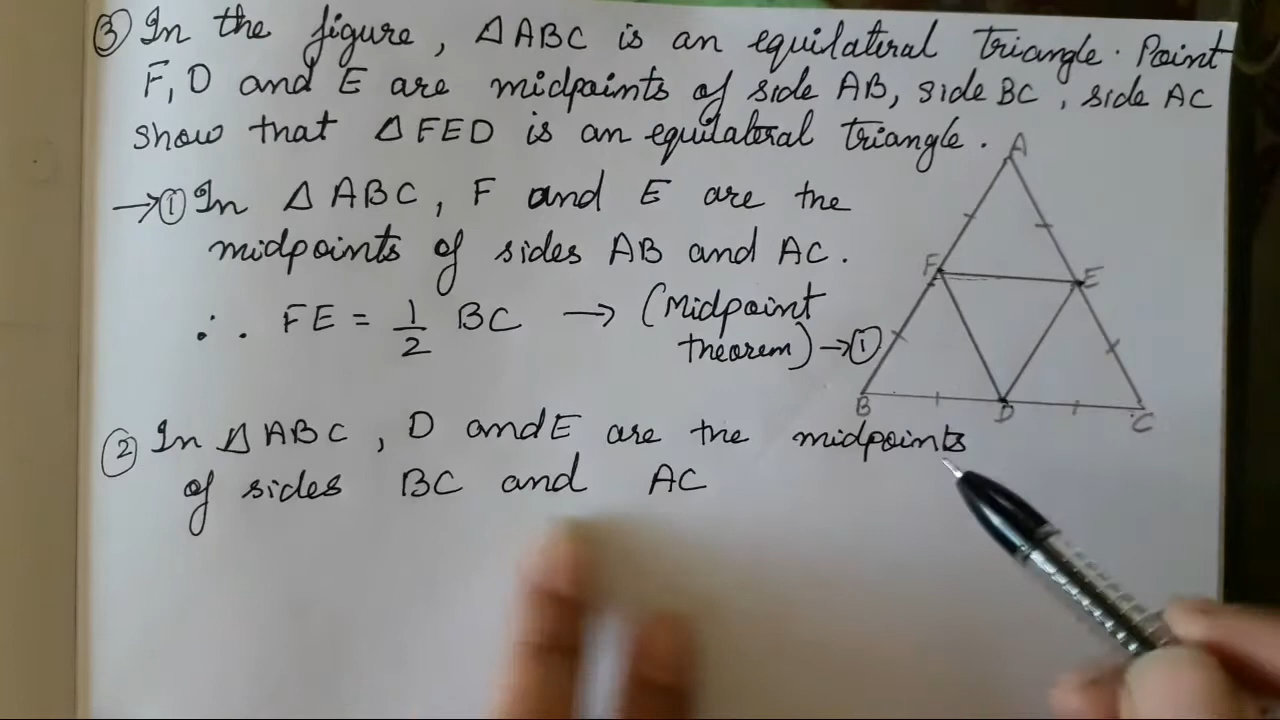 ③ In the figure, △ABC is an equilateral triangle. Point
F, D and E are midpoints of side AB, side BC, side AC
show that △FED is an equilateral triangle.
→① In △ABC, F and E are the
midpoints of sides AB and AC.
∴ FE = 1/2 BC → (Midpoint
theorem) →①
② In △ABC, D and E are the midpoints
of sides BC and AC
A
F
E
B
D
C